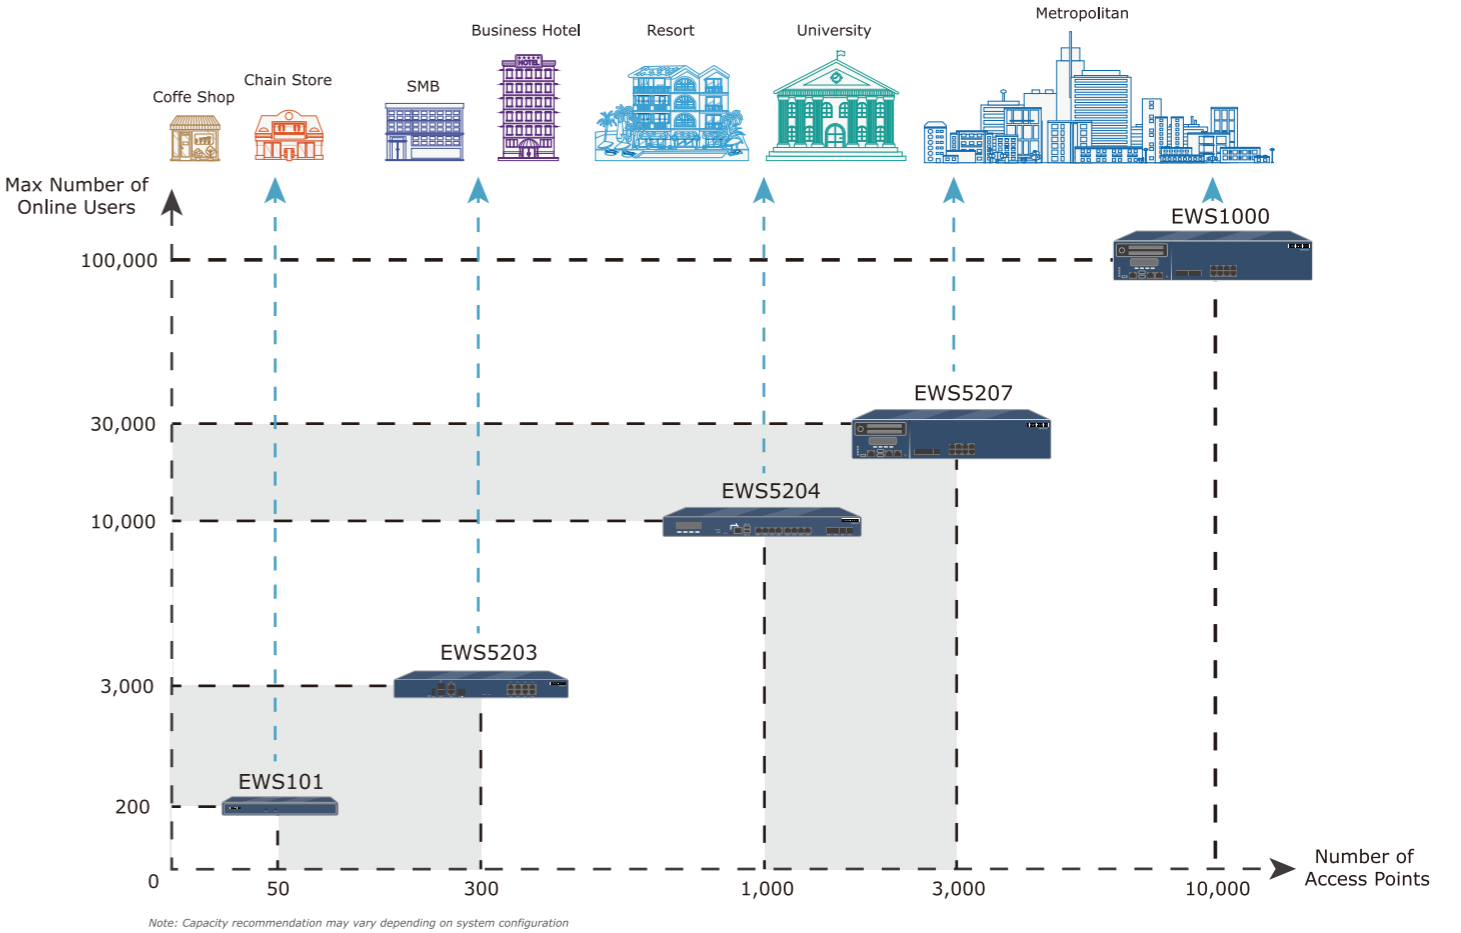 Metropolitan
Business Hotel
Resort
University
Chain Store
SMB
Coffe Shop
HOTEL
Max Number of
Online Users
EWS1000
100,000
EWS5207
30,000
EWS5204
10,000
EWS5203
3,000
EWS101
200
0
50
300
1,000
3,000
10,000
Number of
Access Points
Note: Capacity recommendation may vary depending on system configuration